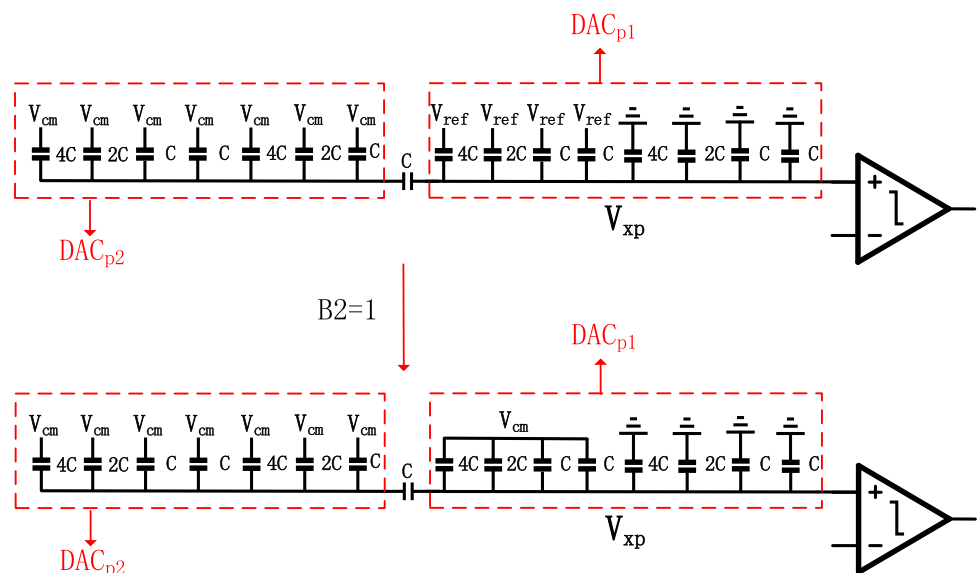 DACp1
Vcm Vcm Vcm Vcm Vcm Vcm Vcm Vref Vref Vref Vref
4C 2C C C 4C 2C C C 4C 2C C C 4C 2C C C
+
Vxp
−
DACp2
B2=1
DACp1
Vcm Vcm Vcm Vcm Vcm Vcm Vcm Vcm
4C 2C C C 4C 2C C C 4C 2C C C 4C 2C C C
+
Vxp
−
DACp2